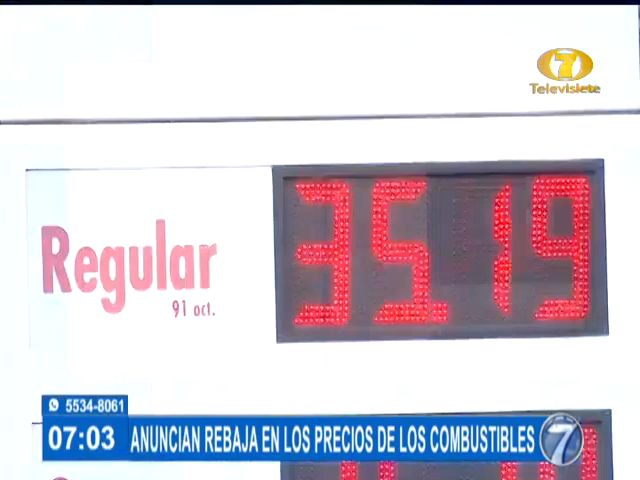 7
Televisiete
Regular
91 oct.
35.19
5534-8061
07:03 ANUNCIAN REBAJA EN LOS PRECIOS DE LOS COMBUSTIBLES 7